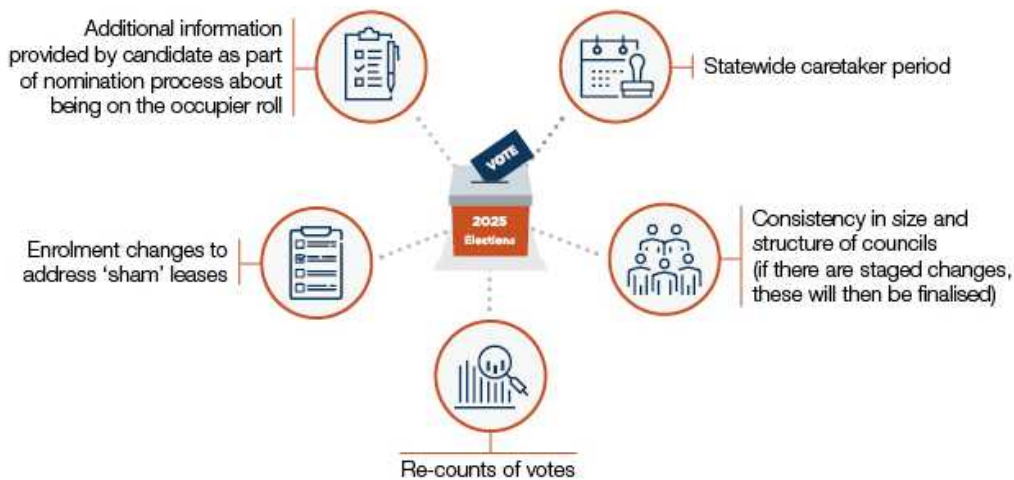 Additional information
provided by candidate as part
of nomination process about
being on the occupier roll
Statewide caretaker period
VOTE
2025
Elections
Enrolment changes to
address ‘sham’ leases
Consistency in size and
structure of councils
(if there are staged changes,
these will then be finalised)
Re-counts of votes